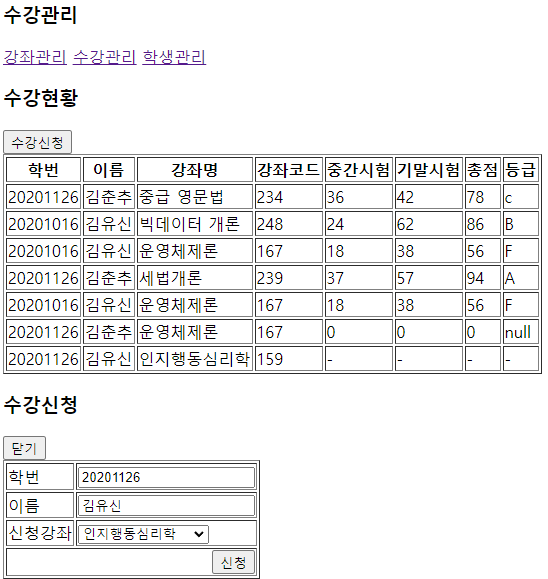 수강관리
강좌관리 수강관리 학생관리
수강현황
수강신청
학번 이름 강좌명 강좌코드 중간시험 기말시험 총점 등급
20201126 김춘추 중급 영문법 234 36 42 78 c
20201016 김유신 빅데이터 개론 248 24 62 86 B
20201016 김유신 운영체제론 167 18 38 56 F
20201126 김춘추 세법개론 239 37 57 94 A
20201016 김유신 운영체제론 167 18 38 56 F
20201126 김춘추 운영체제론 167 0 0 0 null
20201126 김유신 인지행동심리학 159 - - - -
수강신청
닫기
학번 20201126
이름 김유신
신청강좌 인지행동심리학
신청